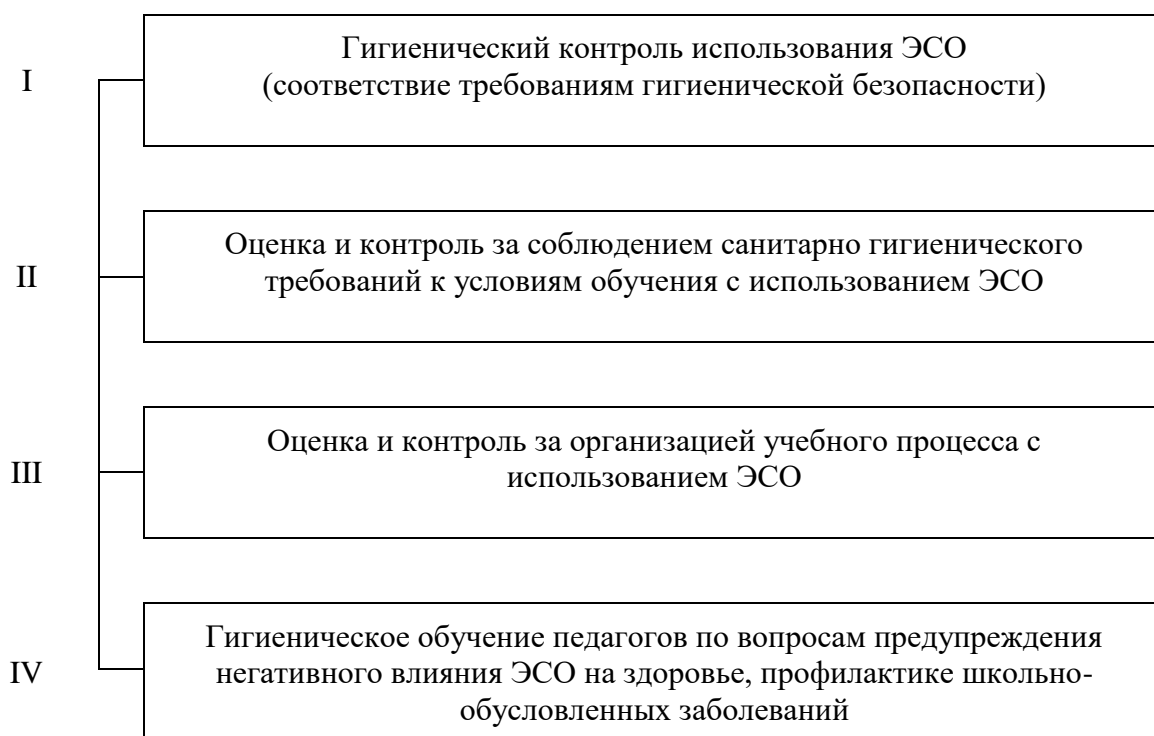 I
Гигиенический контроль использования ЭСО
(соответствие требованиям гигиенической безопасности)
II
Оценка и контроль за соблюдением санитарно гигиенического
требований к условиям обучения с использованием ЭСО
III
Оценка и контроль за организацией учебного процесса с
использованием ЭСО
IV
Гигиеническое обучение педагогов по вопросам предупреждения
негативного влияния ЭСО на здоровье, профилактике школьно-
обусловленных заболеваний